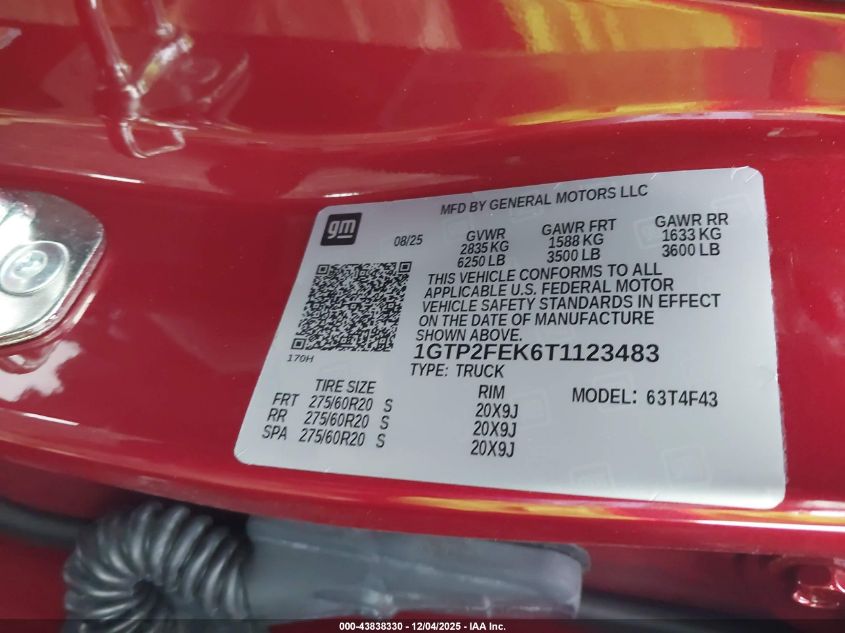 MFD BY GENERAL MOTORS LLC
gm
08/25
GVWR GAWR FRT GAWR RR
2835 KG 1588 KG 1633 KG
6250 LB 3500 LB 3600 LB
THIS VEHICLE CONFORMS TO ALL
APPLICABLE U.S. FEDERAL MOTOR
VEHICLE SAFETY STANDARDS IN EFFECT
ON THE DATE OF MANUFACTURE
SHOWN ABOVE.
170H
1GTP2FEK6T1123483
TYPE: TRUCK
TIRE SIZE RIM MODEL: 63T4F43
FRT 275/60R20 S 20X9J
RR 275/60R20 S 20X9J
SPA 275/60R20 S 20X9J
000-43838330 - 12/04/2025 - IAA Inc.